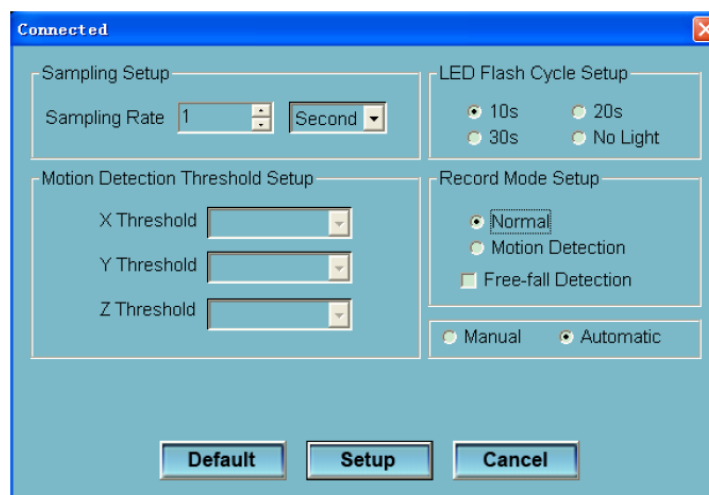 Connected
Sampling Setup
Sampling Rate 1 Second
LED Flash Cycle Setup
10s 20s
30s No Light
Motion Detection Threshold Setup
X Threshold
Y Threshold
Z Threshold
Record Mode Setup
Normal
Motion Detection
Free-fall Detection
Manual Automatic
Default Setup Cancel